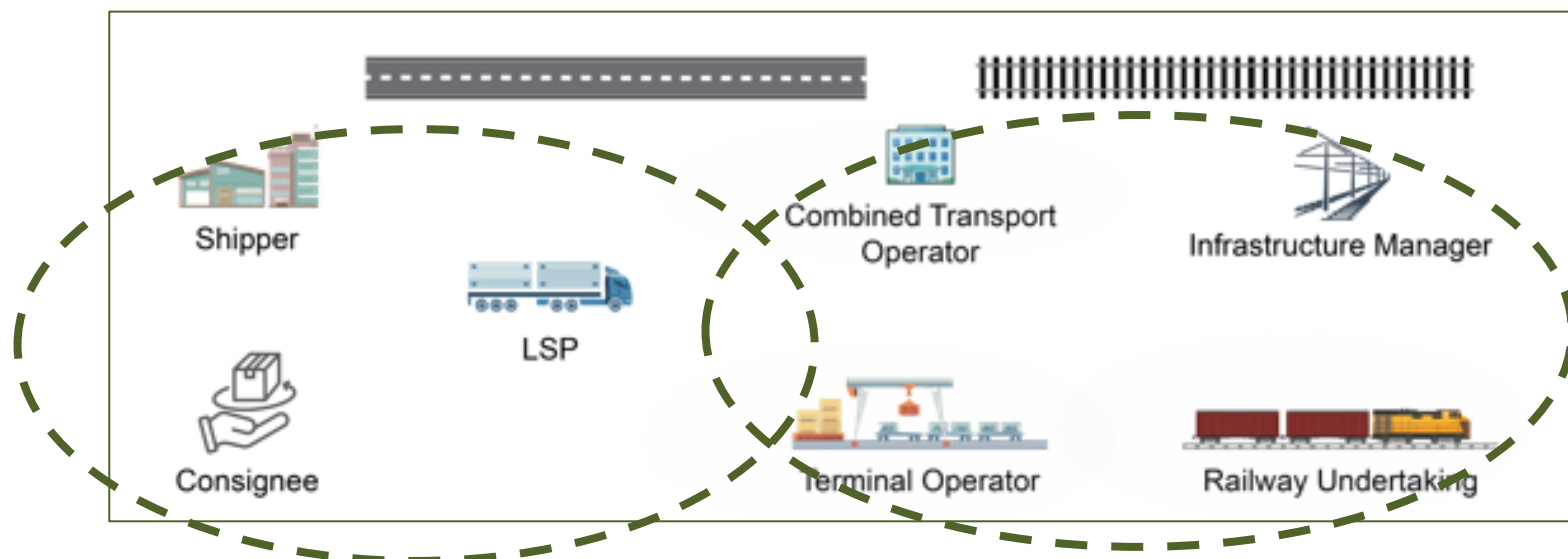 Shipper
Combined Transport
Operator
Infrastructure Manager
LSP
Consignee
Terminal Operator
Railway Undertaking